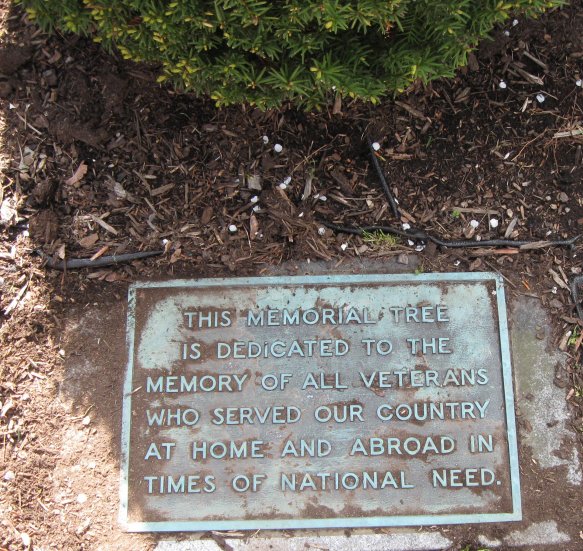 THIS MEMORIAL TREE
IS DEDiCATED TO THE
MEMORY OF ALL VETERANS
WHO SERVED OUR COUNTRY
AT HOME AND ABROAD IN
TIMES OF NATIONAL NEED.